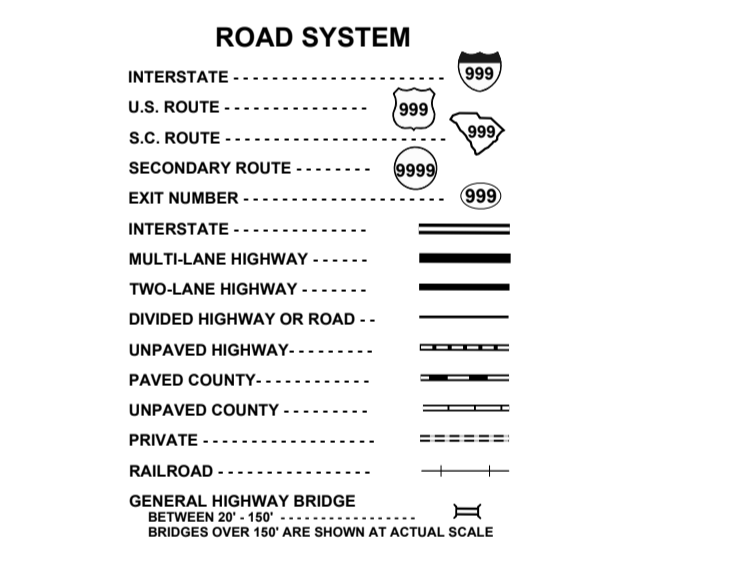 ROAD SYSTEM
INTERSTATE - - - - - - - - - - - - - - - - - - - - - - 999
U.S. ROUTE - - - - - - - - - - - - - - - 999
S.C. ROUTE - - - - - - - - - - - - - - - - - - - - - - - 999
SECONDARY ROUTE - - - - - - - - 9999
EXIT NUMBER - - - - - - - - - - - - - - - - - - - - - 999
INTERSTATE - - - - - - - - - - - - - -
MULTI-LANE HIGHWAY - - - - - -
TWO-LANE HIGHWAY - - - - - - -
DIVIDED HIGHWAY OR ROAD - -
UNPAVED HIGHWAY- - - - - - - - -
PAVED COUNTY- - - - - - - - - - - -
UNPAVED COUNTY - - - - - - - - -
PRIVATE - - - - - - - - - - - - - - - - - -
RAILROAD - - - - - - - - - - - - - - - -
GENERAL HIGHWAY BRIDGE
BETWEEN 20' - 150' - - - - - - - - - - - - - - - - - -
BRIDGES OVER 150' ARE SHOWN AT ACTUAL SCALE